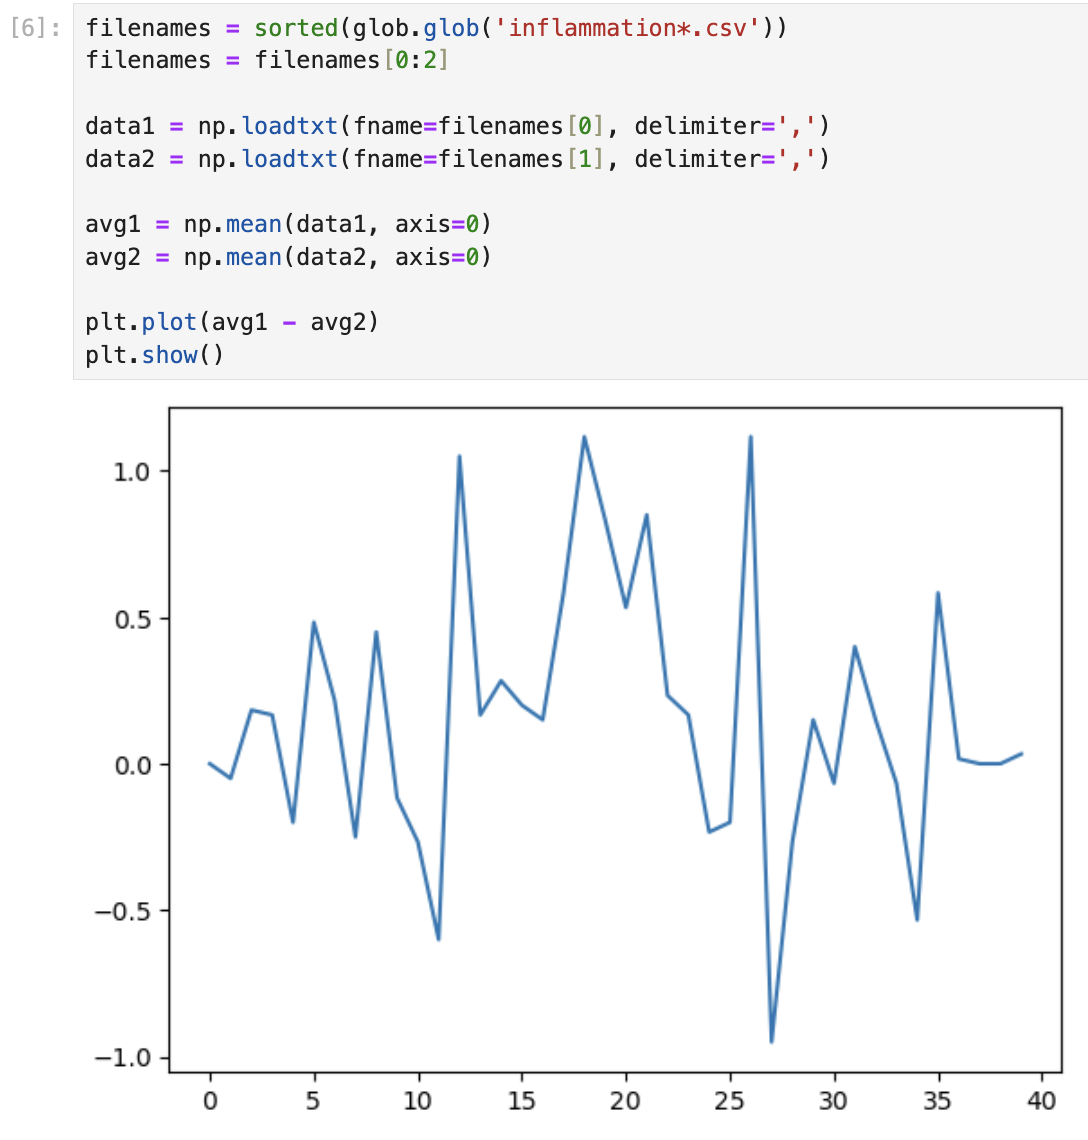 [6]: filenames = sorted(glob.glob('inflammation*.csv'))
filenames = filenames[0:2]
data1 = np.loadtxt(fname=filenames[0], delimiter=',')
data2 = np.loadtxt(fname=filenames[1], delimiter=',')
avg1 = np.mean(data1, axis=0)
avg2 = np.mean(data2, axis=0)
plt.plot(avg1 - avg2)
plt.show()
1.0
0.5
0.0
−0.5
−1.0
0 5 10 15 20 25 30 35 40